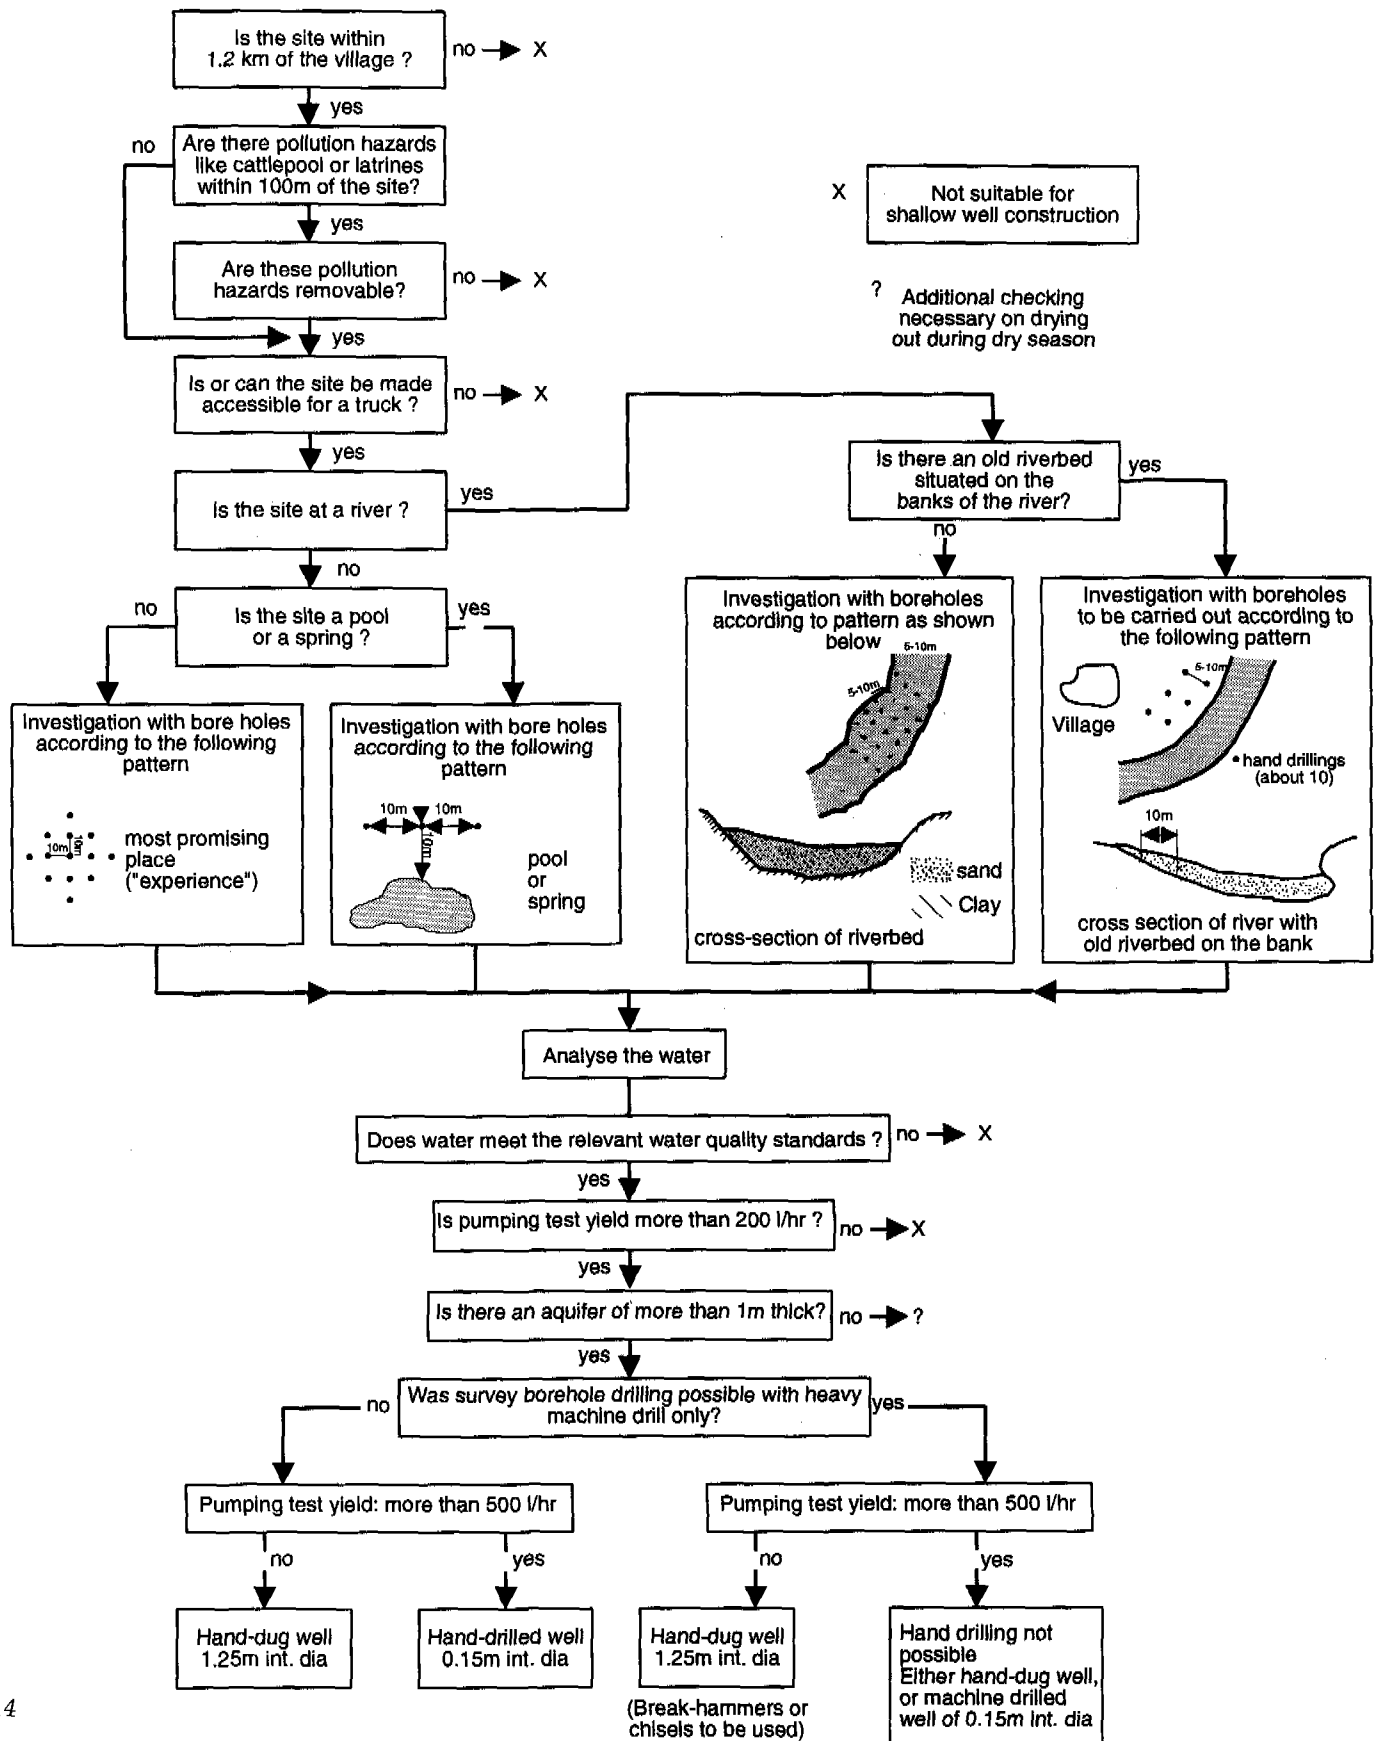 Is the site within
1.2 km of the village ?
no
X
yes
no
Are there pollution hazards
like cattlepool or latrines
within 100m of the site?
yes
X
Not suitable for
shallow well construction
Are these pollution
hazards removable?
no
X
?
Additional checking
necessary on drying
out during dry season
yes
Is or can the site be made
accessible for a truck ?
no
X
yes
Is the site at a river ?
yes
Is there an old riverbed
situated on the
banks of the river?
yes
no
no
no
Is the site a pool
or a spring ?
yes
Investigation with bore holes
according to the following
pattern
10m
10m
most promising
place
("experience")
Investigation with bore holes
according to the following
pattern
10m
10m
10m
pool
or
spring
Investigation with boreholes
according to pattern as shown
below
5-10m
5-10m
sand
Clay
cross-section of riverbed
Investigation with boreholes
to be carried out according to
the following pattern
5-10m
Village
hand drillings
(about 10)
10m
cross section of river with
old riverbed on the bank
Analyse the water
Does water meet the relevant water quality standards ?
no
X
yes
Is pumping test yield more than 200 l/hr ?
no
X
yes
Is there an aquifer of more than 1m thick?
no
?
yes
no
Was survey borehole drilling possible with heavy
machine drill only?
yes
Pumping test yield: more than 500 l/hr
Pumping test yield: more than 500 l/hr
no
yes
no
yes
Hand-dug well
1.25m int. dia
Hand-drilled well
0.15m int. dia
Hand-dug well
1.25m int. dia
(Break-hammers or
chisels to be used)
Hand drilling not
possible
Either hand-dug well,
or machine drilled
well of 0.15m int. dia
4